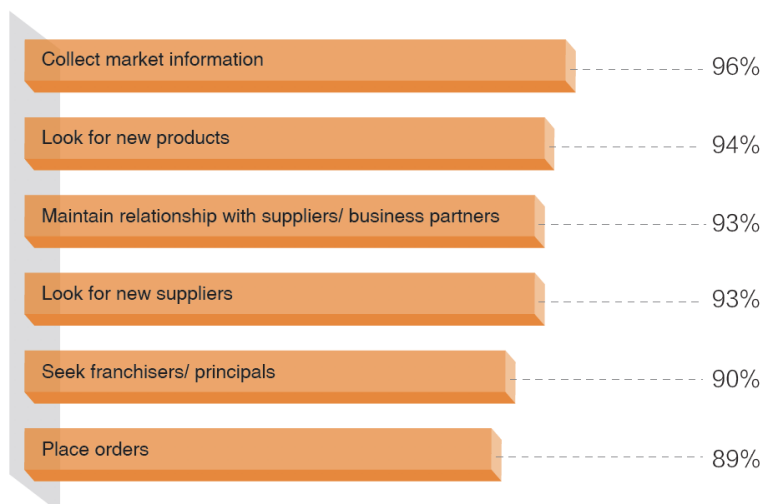 Collect market information 96%
Look for new products 94%
Maintain relationship with suppliers/ business partners 93%
Look for new suppliers 93%
Seek franchisers/ principals 90%
Place orders 89%